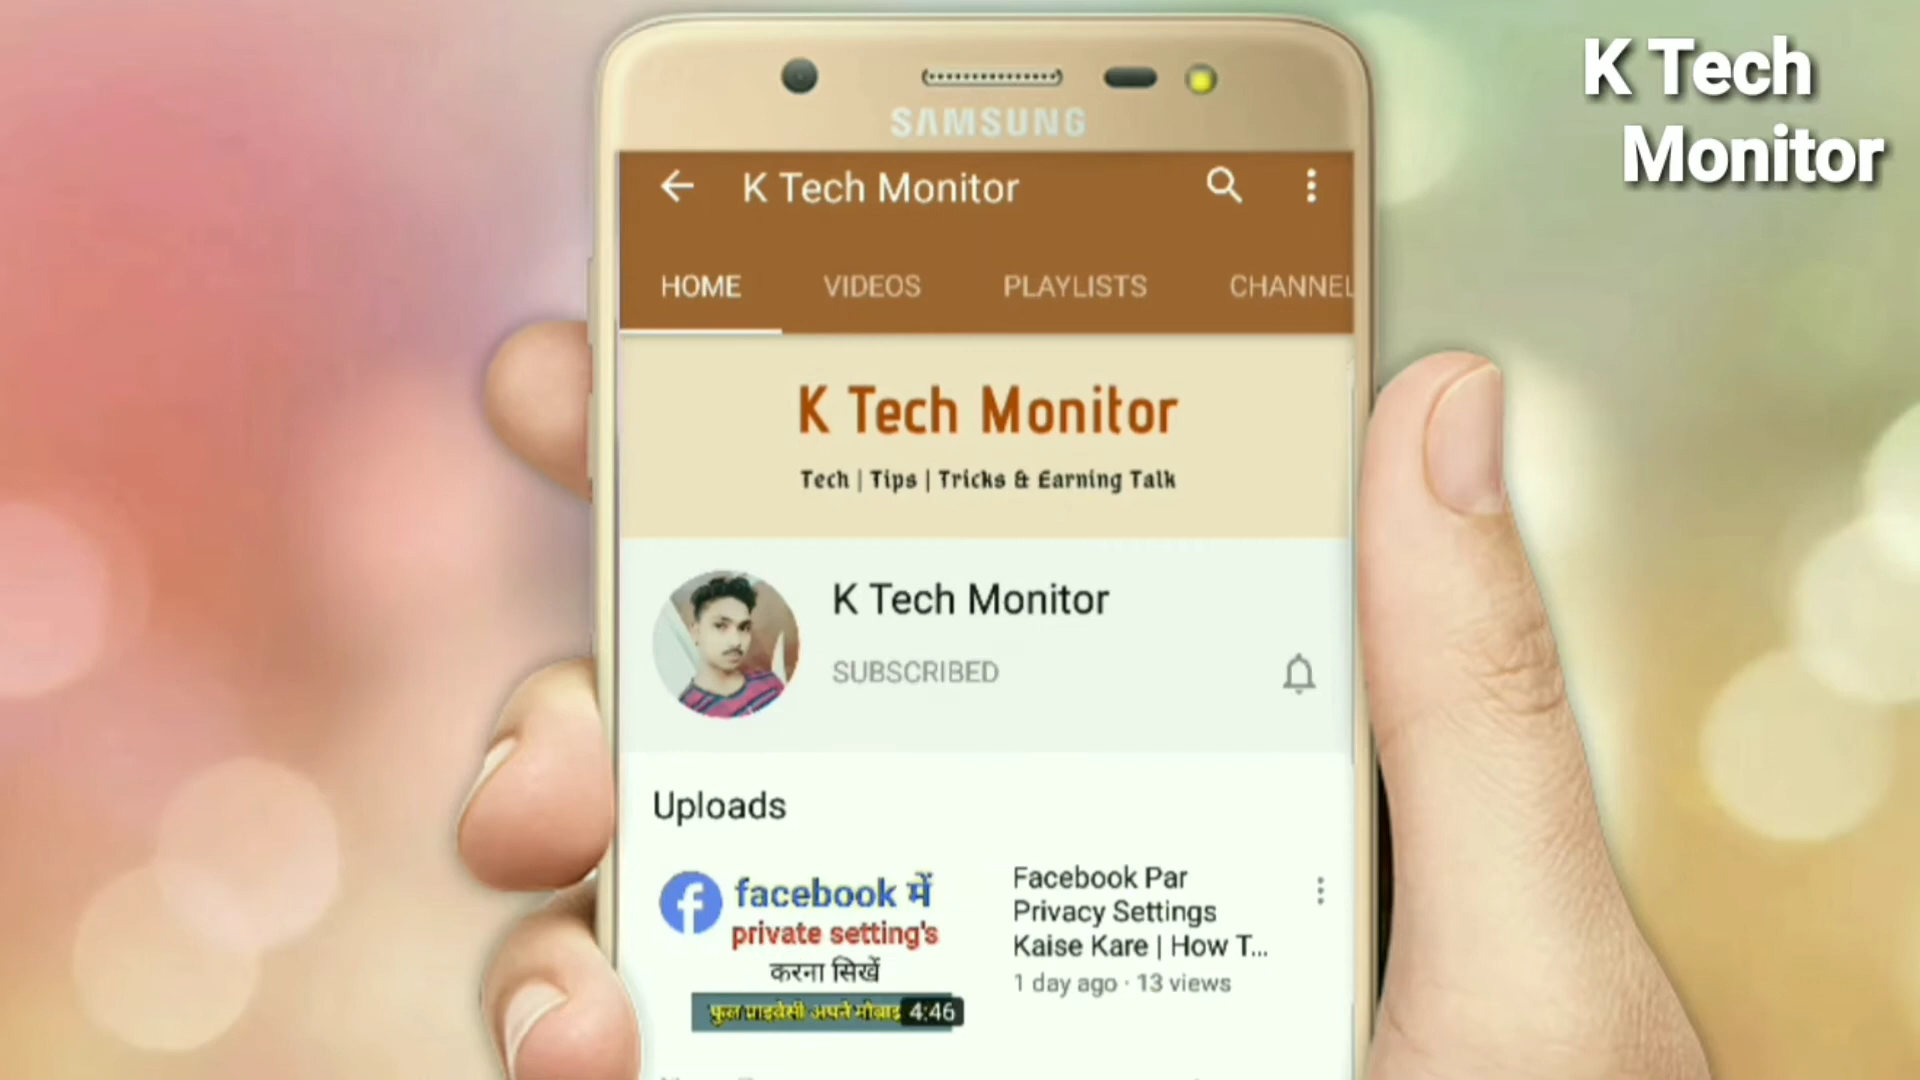 K Tech
Monitor
SAMSUNG
K Tech Monitor
HOME VIDEOS PLAYLISTS CHANNEL
K Tech Monitor
Tech | Tips | Tricks & Earning Talk
K Tech Monitor
SUBSCRIBED
Uploads
facebook में
private setting's
करना सिखें
फुल प्राइवेसी अपने मोबाइ 4:46
Facebook Par
Privacy Settings
Kaise Kare | How T...
1 day ago · 13 views